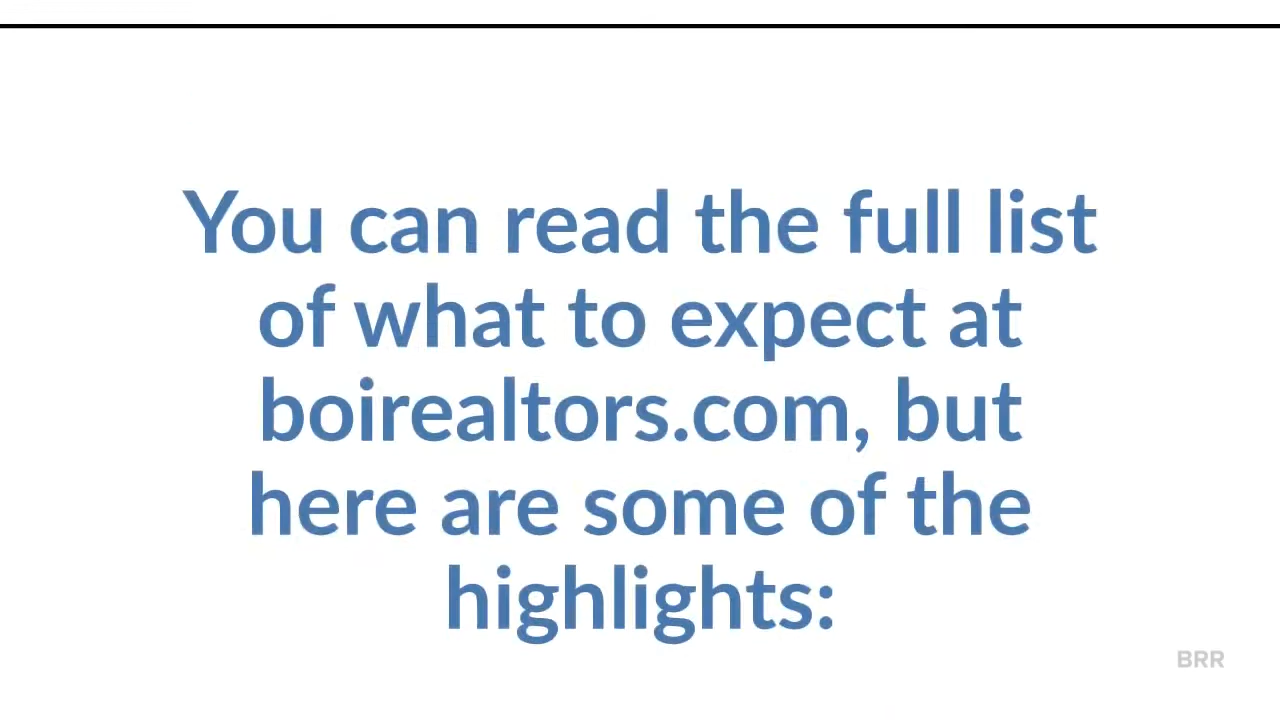 You can read the full list
of what to expect at
boirealtors.com, but
here are some of the
highlights:
BRR